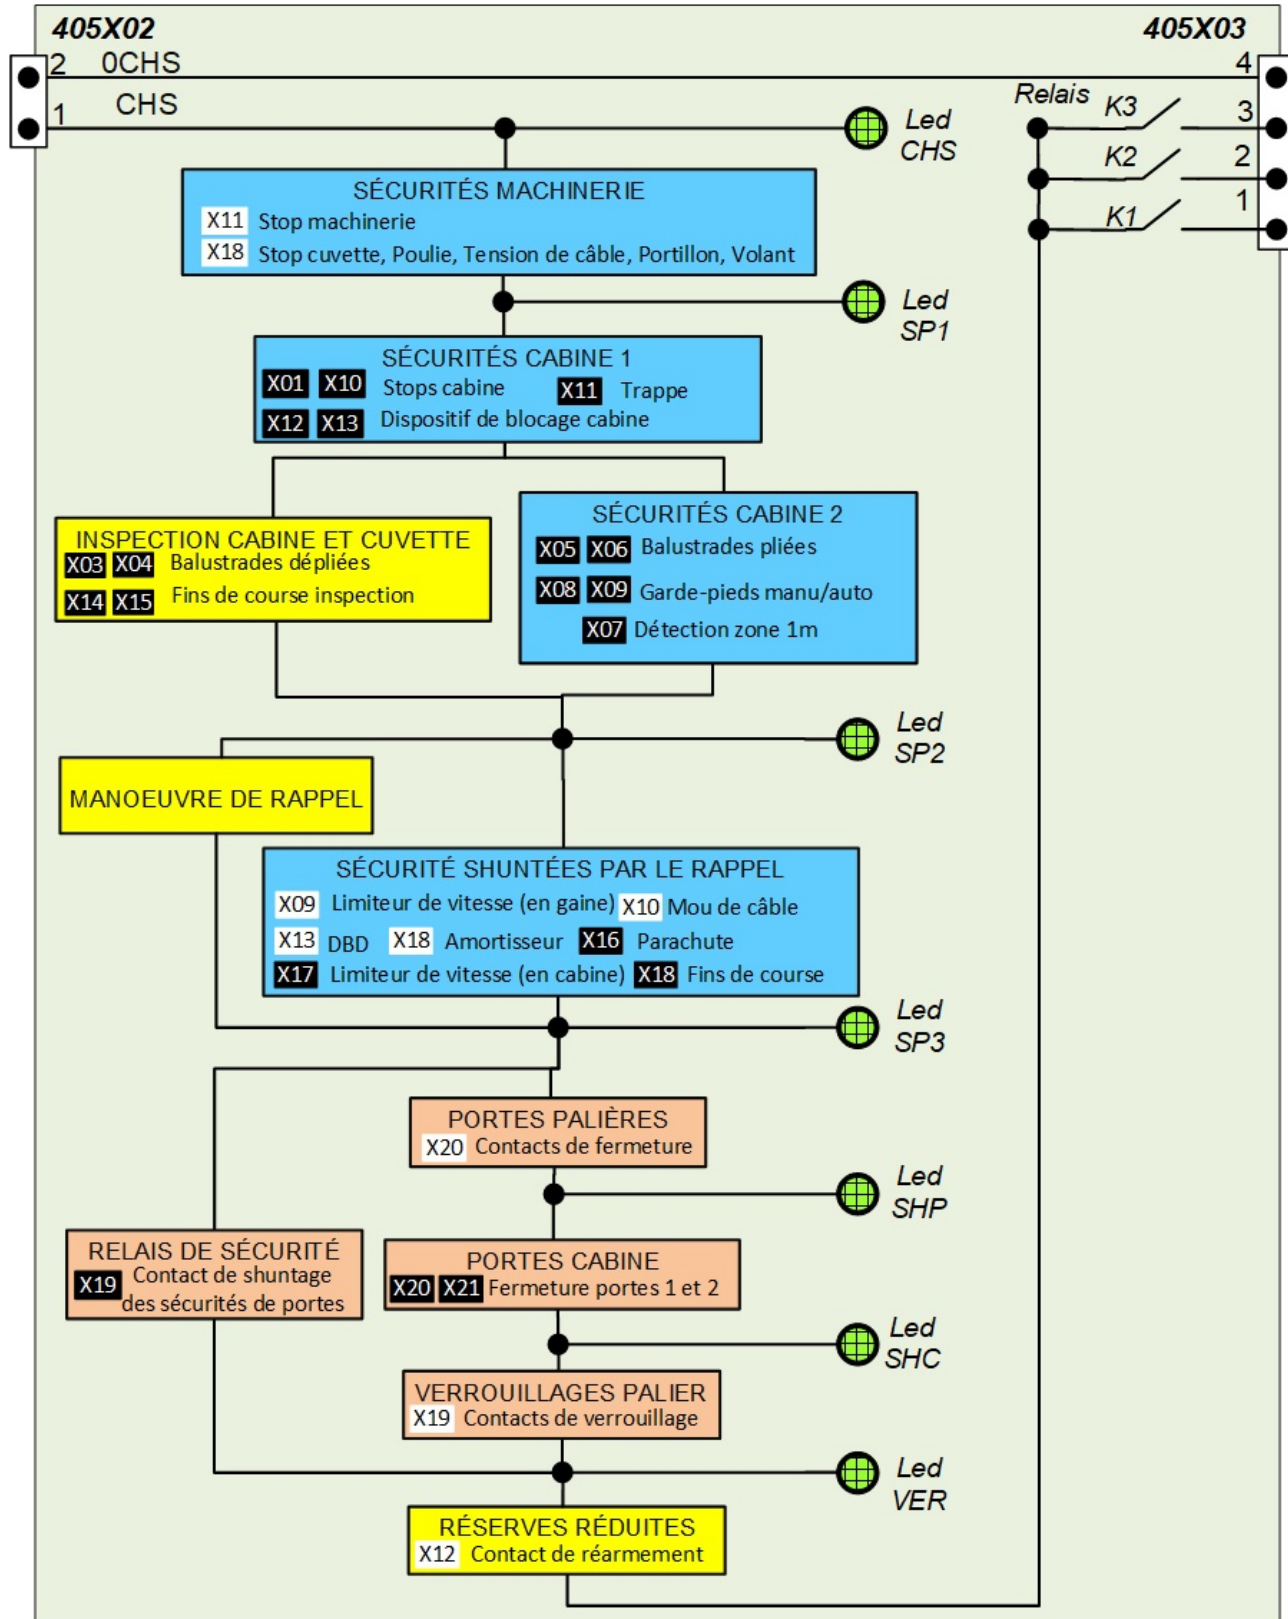 405X02
405X03
2 0CHS
4
1 CHS
Relais K3 3
Led
CHS
K2 2
K1 1
SÉCURITÉS MACHINERIE
X11 Stop machinerie
X18 Stop cuvette, Poulie, Tension de câble, Portillon, Volant
Led
SP1
SÉCURITÉS CABINE 1
X01 X10 Stops cabine X11 Trappe
X12 X13 Dispositif de blocage cabine
INSPECTION CABINE ET CUVETTE
X03 X04 Balustrades dépliées
X14 X15 Fins de course inspection
SÉCURITÉS CABINE 2
X05 X06 Balustrades pliées
X08 X09 Garde-pieds manu/auto
X07 Détection zone 1m
Led
SP2
MANOEUVRE DE RAPPEL
SÉCURITÉ SHUNTÉES PAR LE RAPPEL
X09 Limiteur de vitesse (en gaine) X10 Mou de câble
X13 DBD X18 Amortisseur X16 Parachute
X17 Limiteur de vitesse (en cabine) X18 Fins de course
Led
SP3
PORTES PALIÈRES
X20 Contacts de fermeture
Led
SHP
RELAIS DE SÉCURITÉ
X19 Contact de shuntage
des sécurités de portes
PORTES CABINE
X20 X21 Fermeture portes 1 et 2
Led
SHC
VERROUILLAGES PALIER
X19 Contacts de verrouillage
Led
VER
RÉSERVES RÉDUITES
X12 Contact de réarmement